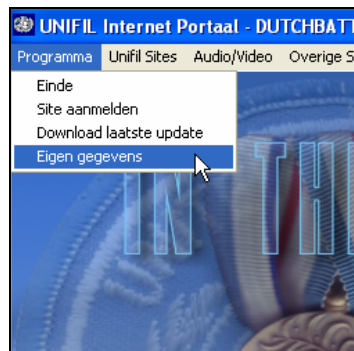 UNIFIL Internet Portaal - DUTCHBATT
Programma Unifil Sites Audio/Video Overige S
Einde
Site aanmelden
Download laatste update
Eigen gegevens
IN THE